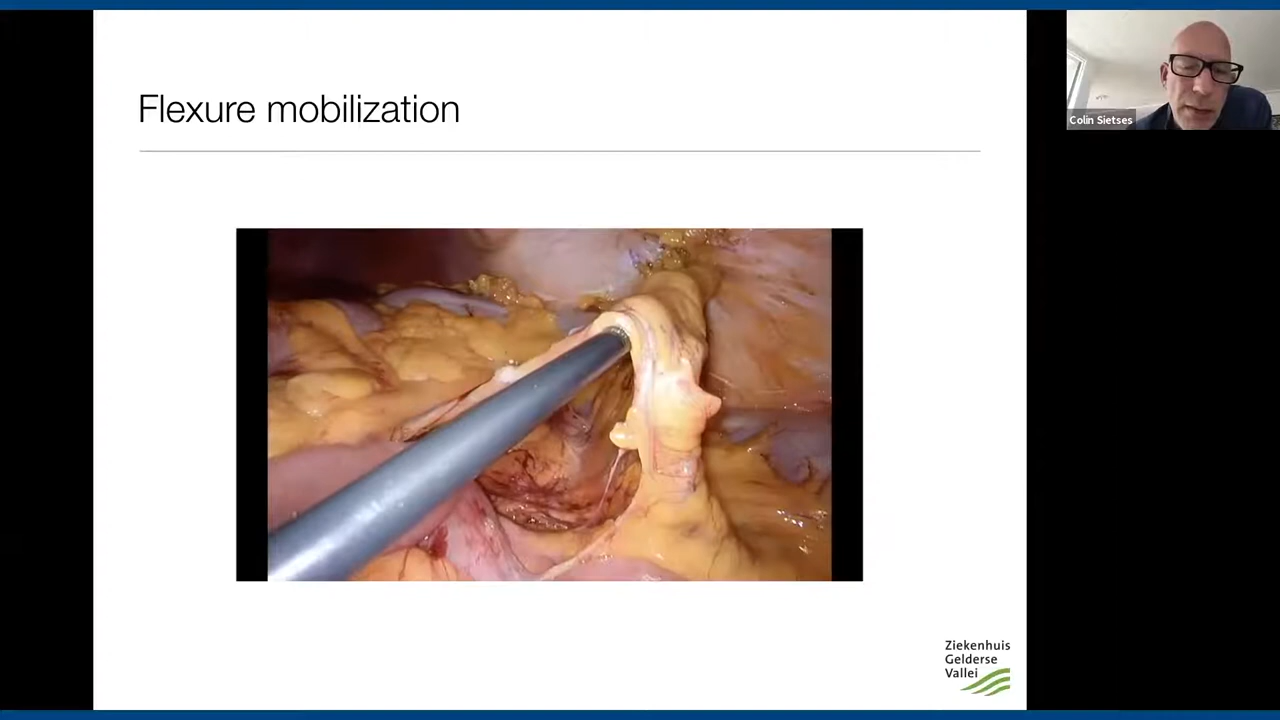 Flexure mobilization
Colin Sietses
Ziekenhuis
Gelderse
Vallei